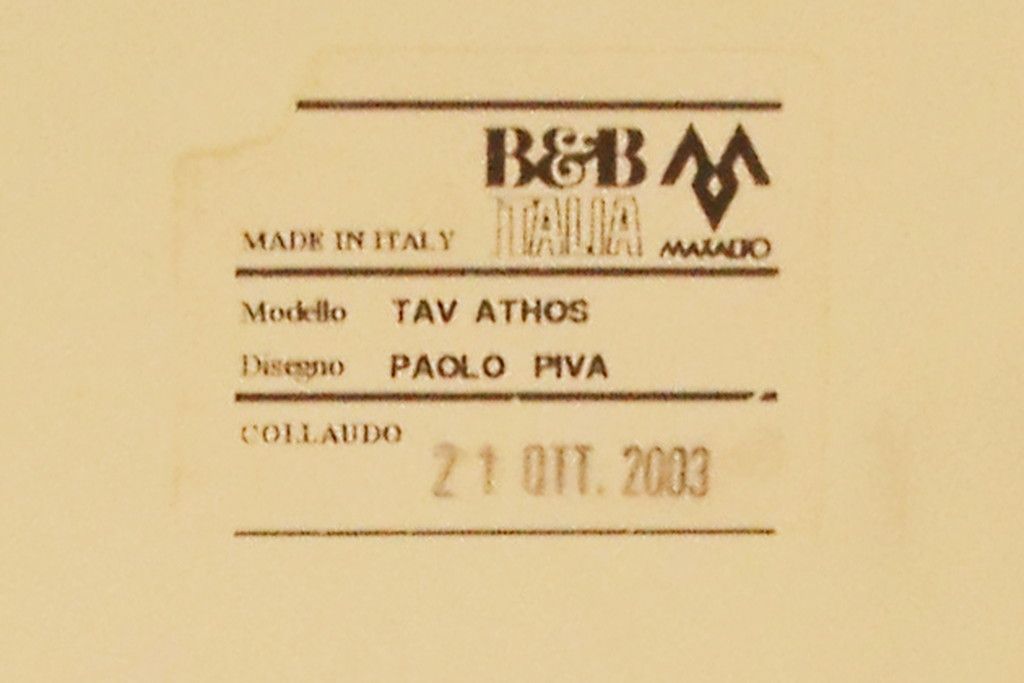 B&B
ITALIA
MADE IN ITALY
MAXALTO
Modello TAV ATHOS
Disegno PAOLO PIVA
COLLAUDO
21 OTT. 2003